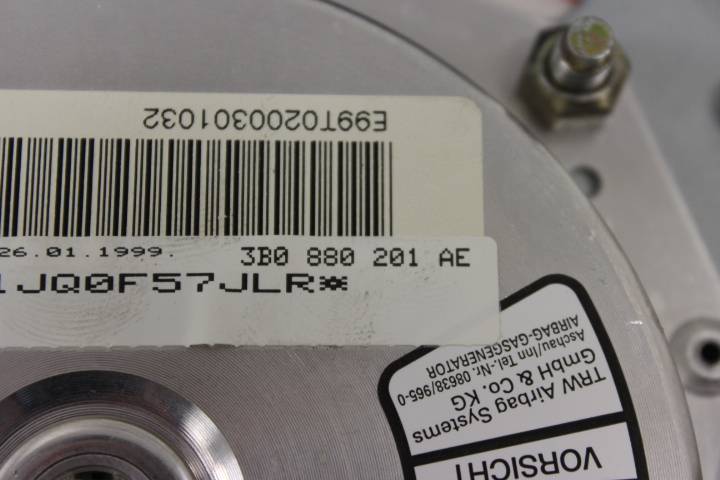 E99T0200301032
26.01.1999.
3B0 880 201 AE
1JQ0F57JLR*
VORSICHT
TRW Airbag Systems
GmbH & Co. KG
Aschau/Inn Tel.-Nr. 08638/965-0
AIRBAG-GASGENERATOR